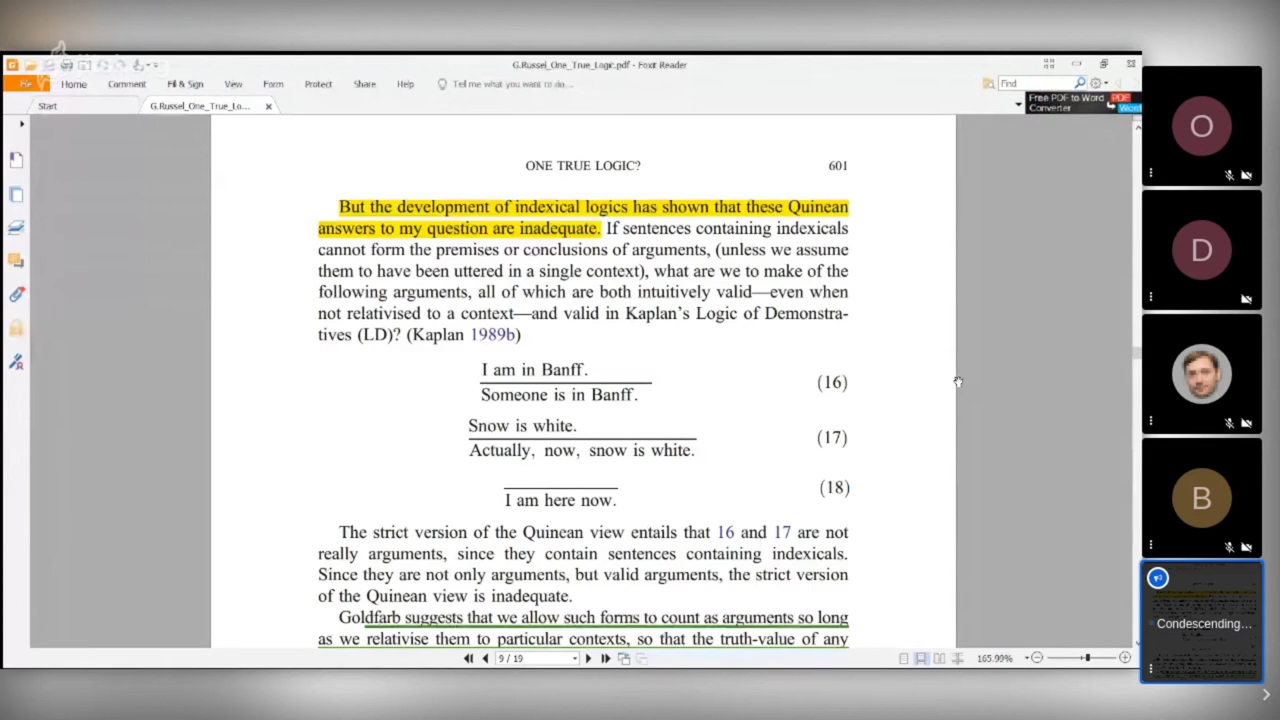 G.Russel_One_True_Logic.pdf - Foxit Reader
File Home Comment Fill & Sign View Form Protect Share Help Tell me what you want to do...
Find
Start
G.Russel_One_True_Lo...
Free PDF to Word
Converter
PDF
Word
ONE TRUE LOGIC? 601
But the development of indexical logics has shown that these Quinean
answers to my question are inadequate. If sentences containing indexicals
cannot form the premises or conclusions of arguments, (unless we assume
them to have been uttered in a single context), what are we to make of the
following arguments, all of which are both intuitively valid—even when
not relativised to a context—and valid in Kaplan's Logic of Demonstra-
tives (LD)? (Kaplan 1989b)
I am in Banff.
Someone is in Banff.
(16)
Snow is white.
Actually, now, snow is white.
(17)
I am here now.
(18)
The strict version of the Quinean view entails that 16 and 17 are not
really arguments, since they contain sentences containing indexicals.
Since they are not only arguments, but valid arguments, the strict version
of the Quinean view is inadequate.
Goldfarb suggests that we allow such forms to count as arguments so long
as we relativise them to particular contexts, so that the truth-value of any
9 / 19
165.99%
O
D
B
Condescending...